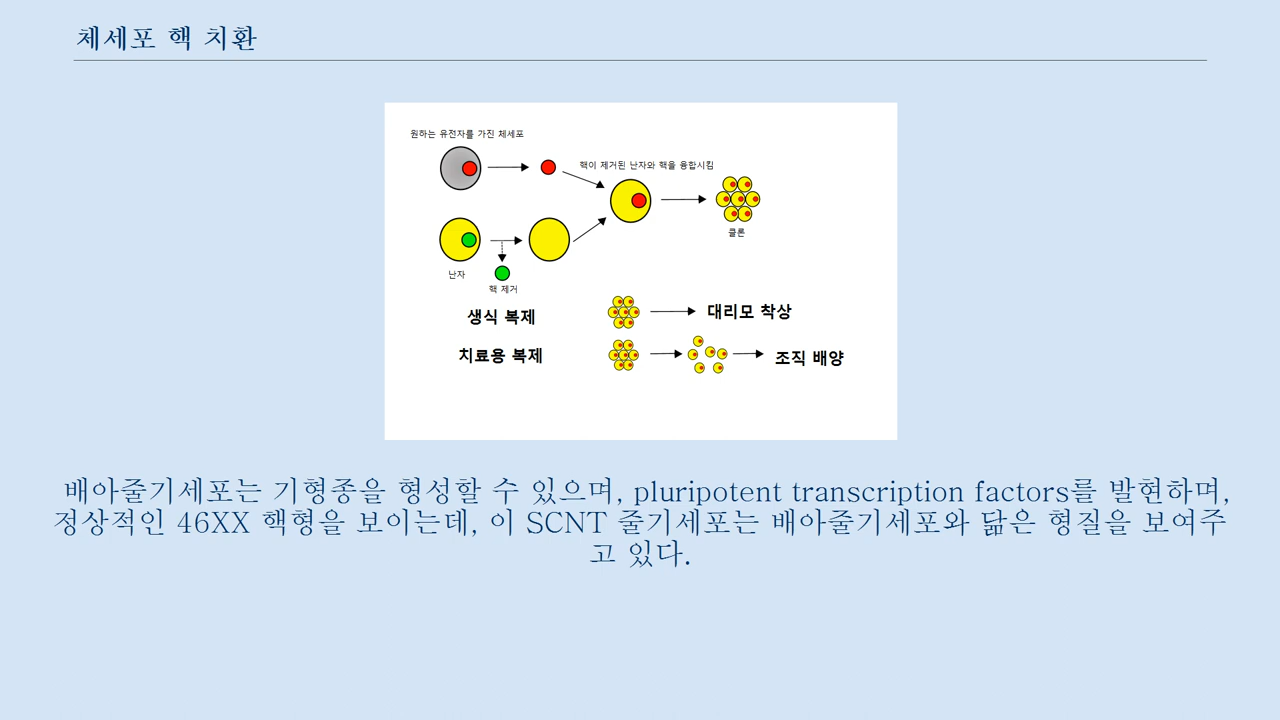 체세포 핵 치환
원하는 유전자를 가진 체세포
핵이 제거된 난자와 핵을 융합시킴
클론
난자
핵 제거
생식 복제
대리모 착상
치료용 복제
조직 배양
배아줄기세포는 기형종을 형성할 수 있으며, pluripotent transcription factors를 발현하며,
정상적인 46XX 핵형을 보이는데, 이 SCNT 줄기세포는 배아줄기세포와 닮은 형질을 보여주
고 있다.